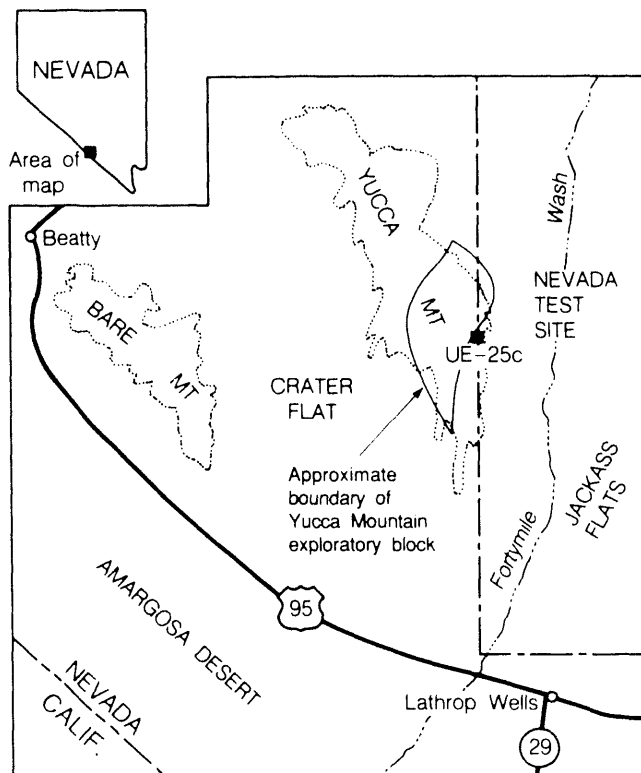 NEVADA
Area of
map
Beatty
BARE
MT
YUCCA
MT
Wash
NEVADA
TEST
SITE
UE-25c
CRATER
FLAT
Approximate
boundary of
Yucca Mountain
exploratory block
Fortymile
JACKASS
FLATS
AMARGOSA DESERT
95
NEVADA
CALIF.
Lathrop Wells
29